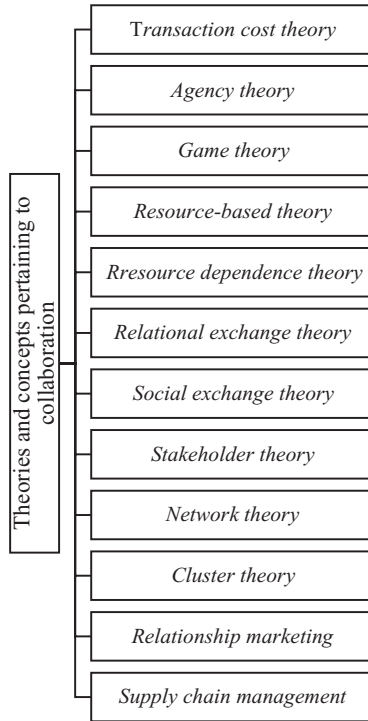 Theories and concepts pertaining to
collaboration
Transaction cost theory
Agency theory
Game theory
Resource-based theory
Rresource dependence theory
Relational exchange theory
Social exchange theory
Stakeholder theory
Network theory
Cluster theory
Relationship marketing
Supply chain management